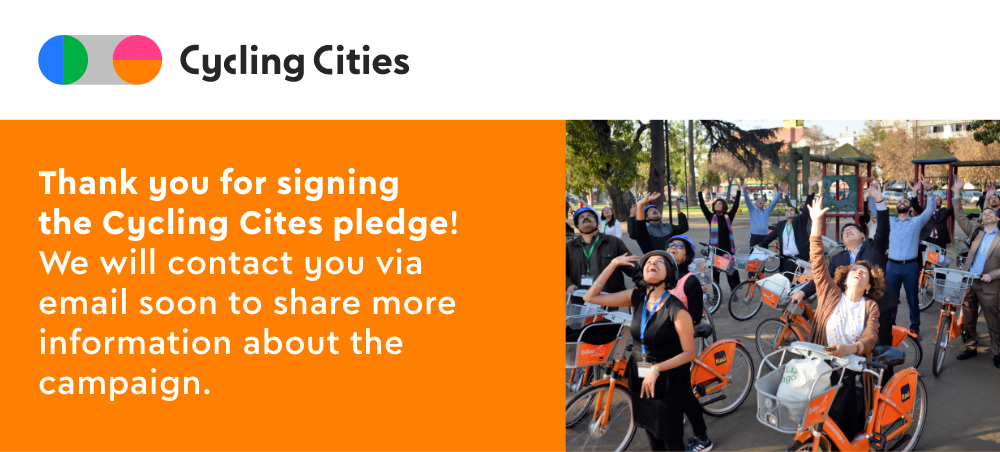 Cycling Cities
Thank you for signing
the Cycling Cites pledge!
We will contact you via
email soon to share more
information about the
campaign.